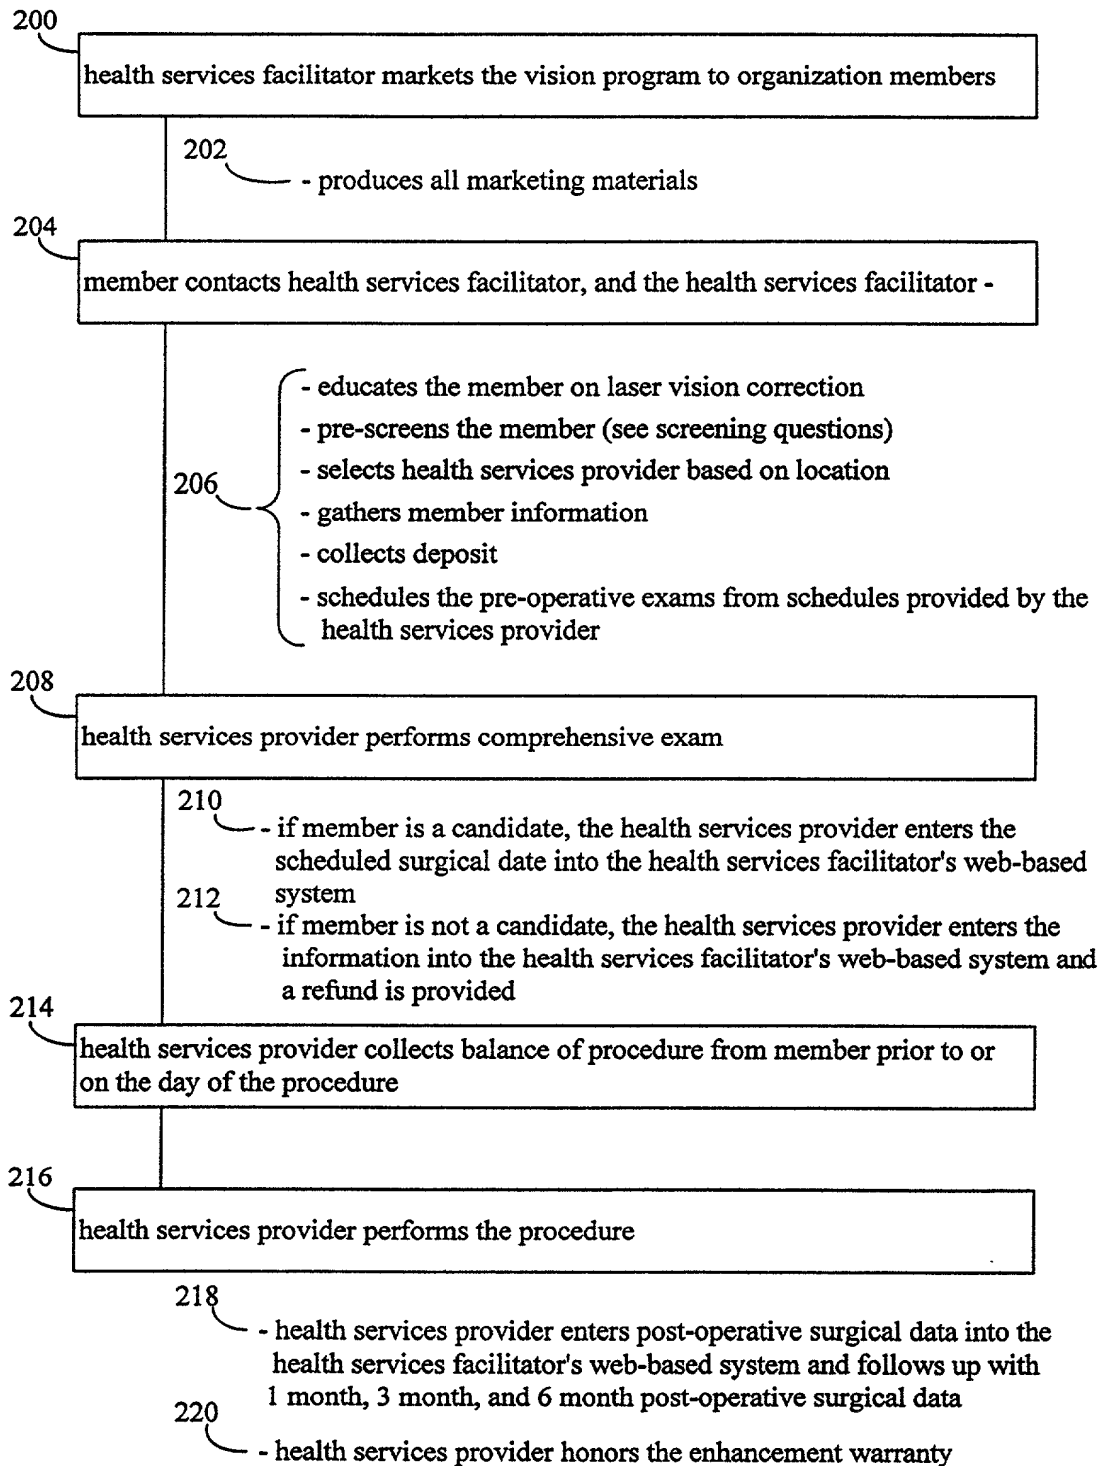 200
health services facilitator markets the vision program to organization members
202
- produces all marketing materials
204
member contacts health services facilitator, and the health services facilitator -
- educates the member on laser vision correction
- pre-screens the member (see screening questions)
- selects health services provider based on location
206
- gathers member information
- collects deposit
- schedules the pre-operative exams from schedules provided by the
health services provider
208
health services provider performs comprehensive exam
210
- if member is a candidate, the health services provider enters the
scheduled surgical date into the health services facilitator's web-based
system
212
- if member is not a candidate, the health services provider enters the
information into the health services facilitator's web-based system and
a refund is provided
214
health services provider collects balance of procedure from member prior to or
on the day of the procedure
216
health services provider performs the procedure
218
- health services provider enters post-operative surgical data into the
health services facilitator's web-based system and follows up with
1 month, 3 month, and 6 month post-operative surgical data
220
- health services provider honors the enhancement warranty